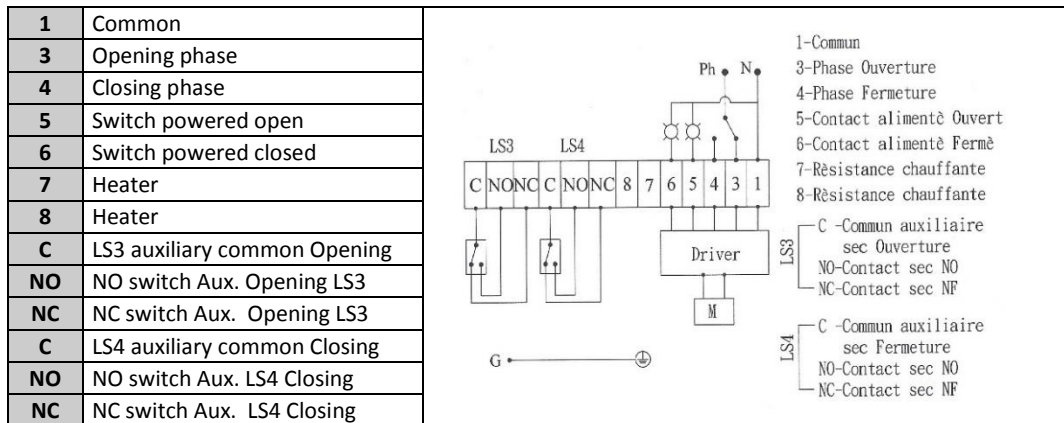 1 Common
3 Opening phase
4 Closing phase
5 Switch powered open
6 Switch powered closed
7 Heater
8 Heater
C LS3 auxiliary common Opening
NO NO switch Aux. Opening LS3
NC NC switch Aux. Opening LS3
C LS4 auxiliary common Closing
NO NO switch Aux. LS4 Closing
NC NC switch Aux. LS4 Closing
Ph N
LS3 LS4
C NO NC C NO NC 8 7 6 5 4 3 1
Driver
M
G
1-Commun
3-Phase Ouverture
4-Phase Fermeture
5-Contact alimentè Ouvert
6-Contact alimentè Fermè
7-Rèsistance chauffante
8-Rèsistance chauffante
LS3
C -Commun auxiliaire
sec Ouverture
NO-Contact sec NO
NC-Contact sec NF
LS4
C -Commun auxiliaire
sec Fermeture
NO-Contact sec NO
NC-Contact sec NF